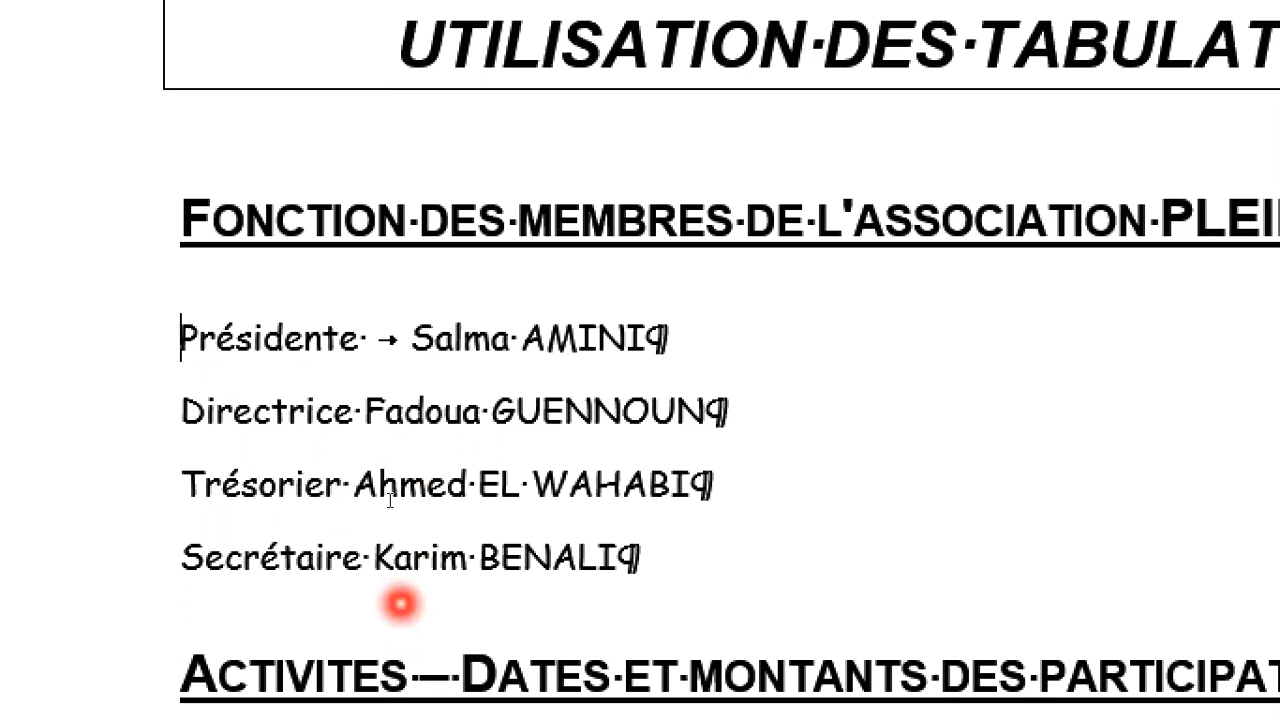 UTILISATION·DES·TABULAT
FONCTION·DES·MEMBRES·DE·L'ASSOCIATION·PLEI
Présidente· → Salma·AMINI¶
Directrice·Fadoua·GUENNOUN¶
Trésorier·Ahmed·EL·WAHABI¶
Secrétaire·Karim·BENALI¶
ACTIVITES·–·DATES·ET·MONTANTS·DES·PARTICIPAT